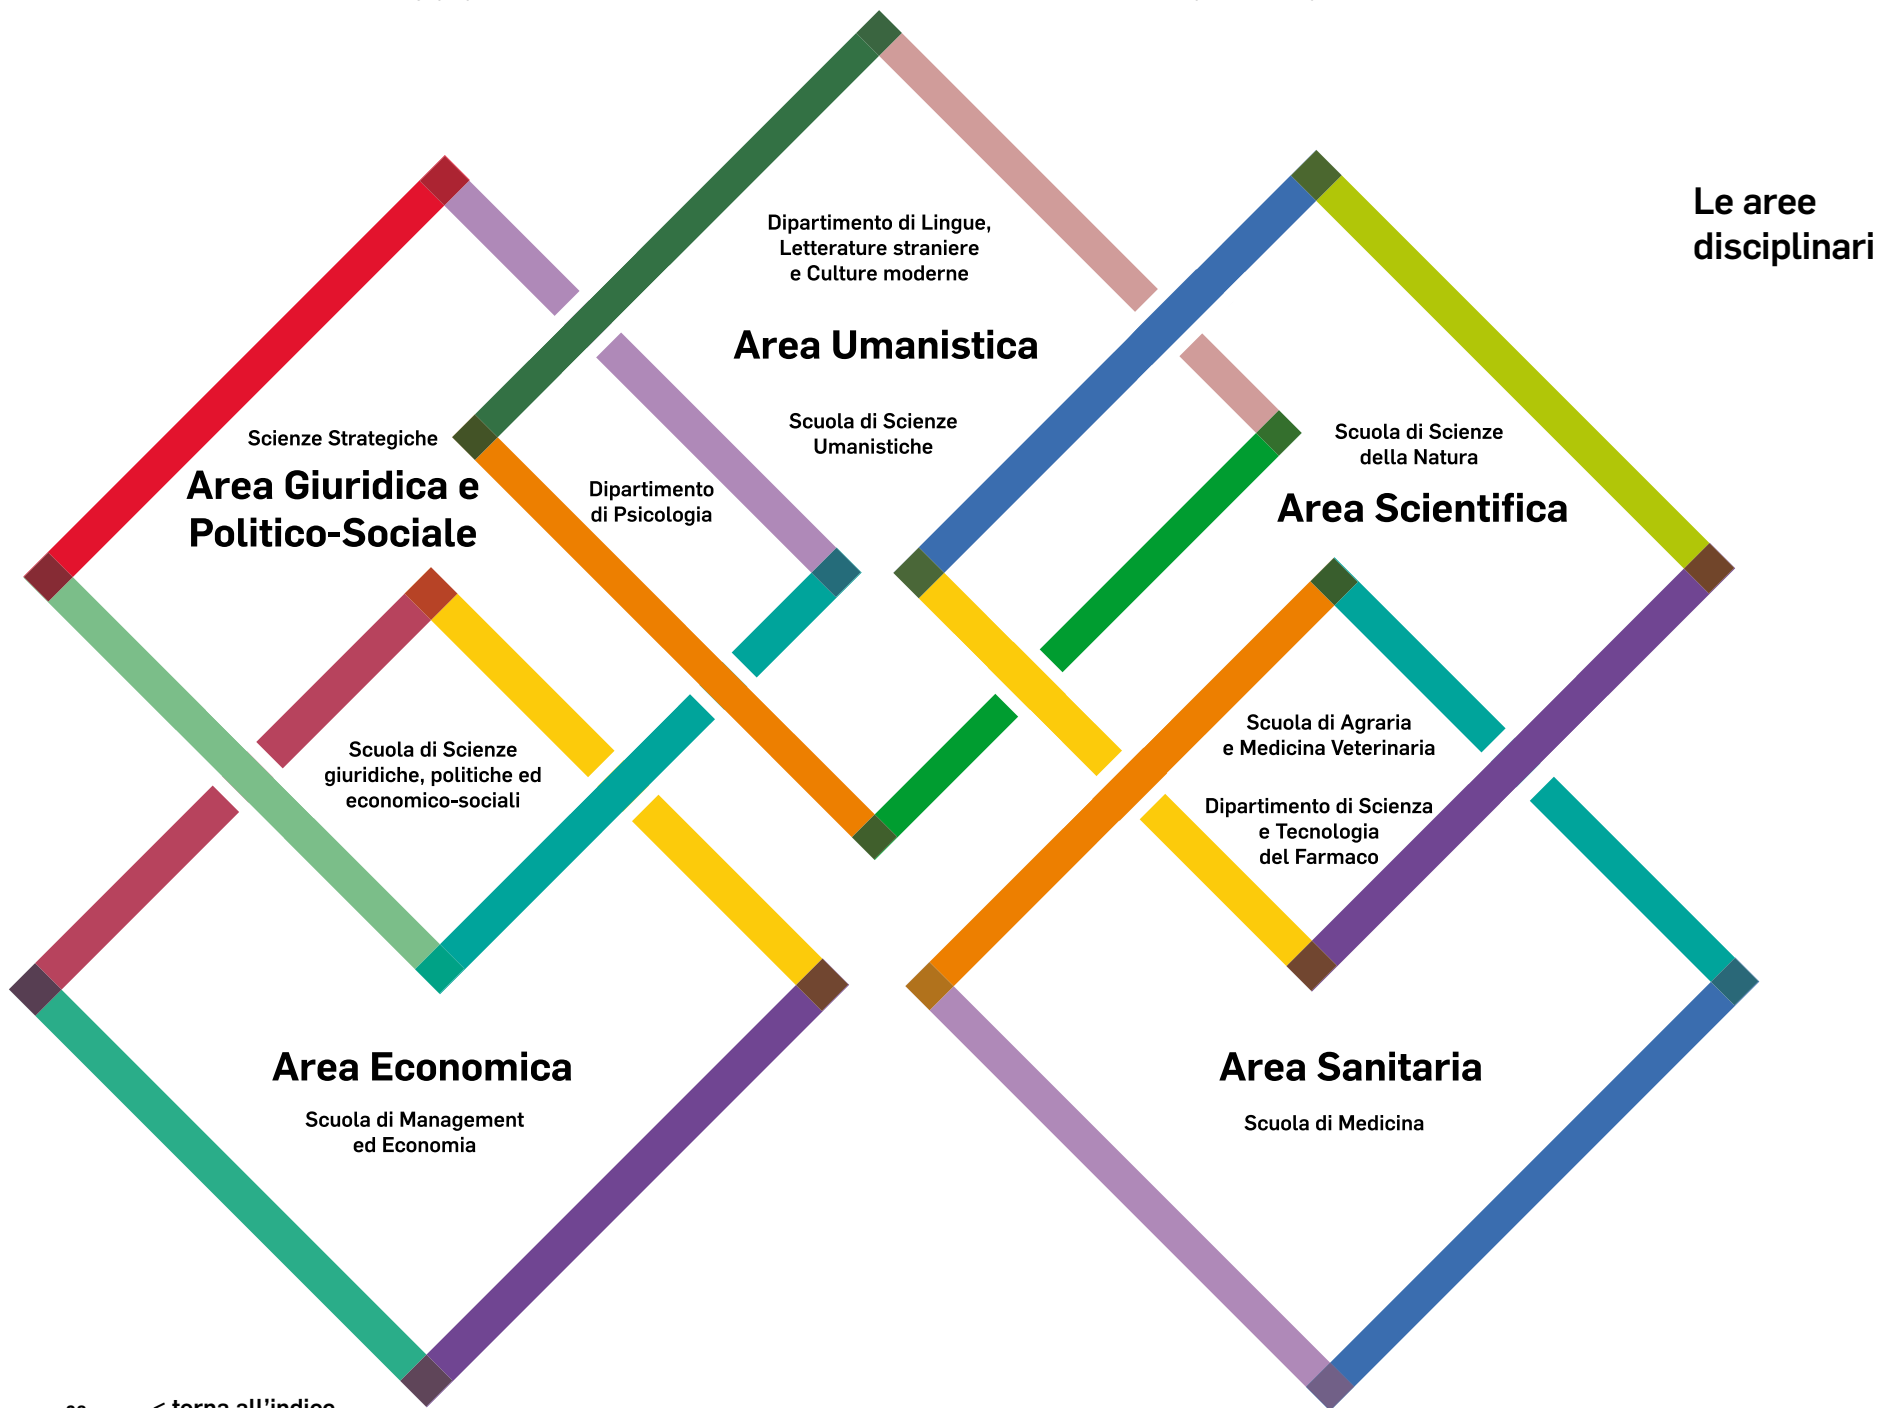 Le aree
disciplinari
Dipartimento di Lingue,
Letterature straniere
e Culture moderne
Area Umanistica
Scuola di Scienze
Umanistiche
Dipartimento
di Psicologia
Scienze Strategiche
Area Giuridica e
Politico-Sociale
Scuola di Scienze
giuridiche, politiche ed
economico-sociali
Scuola di Scienze
della Natura
Area Scientifica
Scuola di Agraria
e Medicina Veterinaria
Dipartimento di Scienza
e Tecnologia
del Farmaco
Area Economica
Scuola di Management
ed Economia
Area Sanitaria
Scuola di Medicina
< torna all'indice